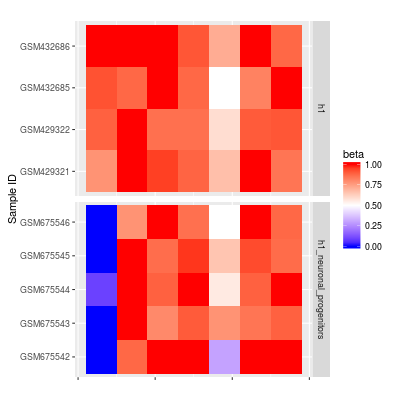 GSM432686
GSM432685
GSM429322
GSM429321
h1
GSM675546
GSM675545
GSM675544
GSM675543
GSM675542
h1_neuronal_progenitors
Sample ID
beta
1.00
0.75
0.50
0.25
0.00